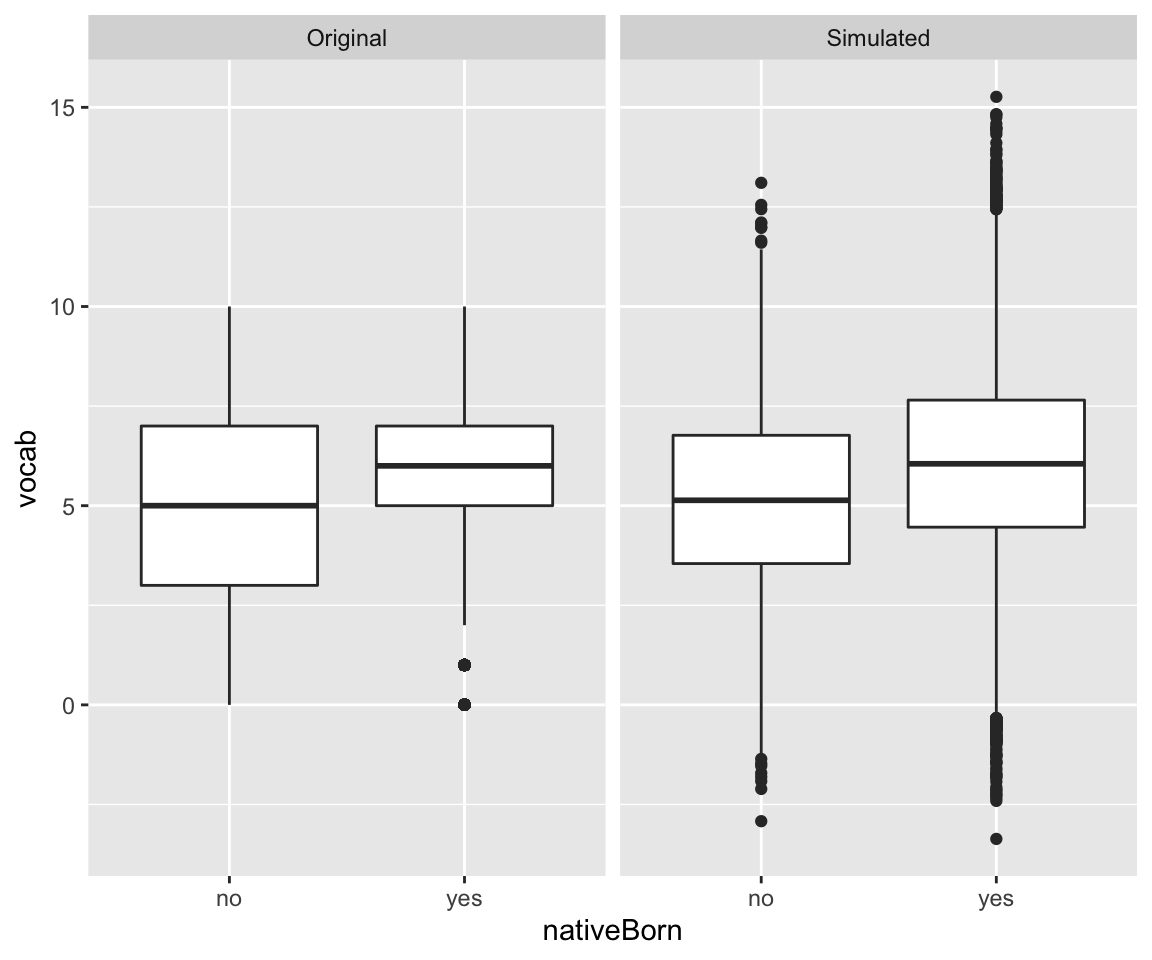 Original
Simulated
15
10
5
0
vocab
no
yes
no
yes
nativeBorn